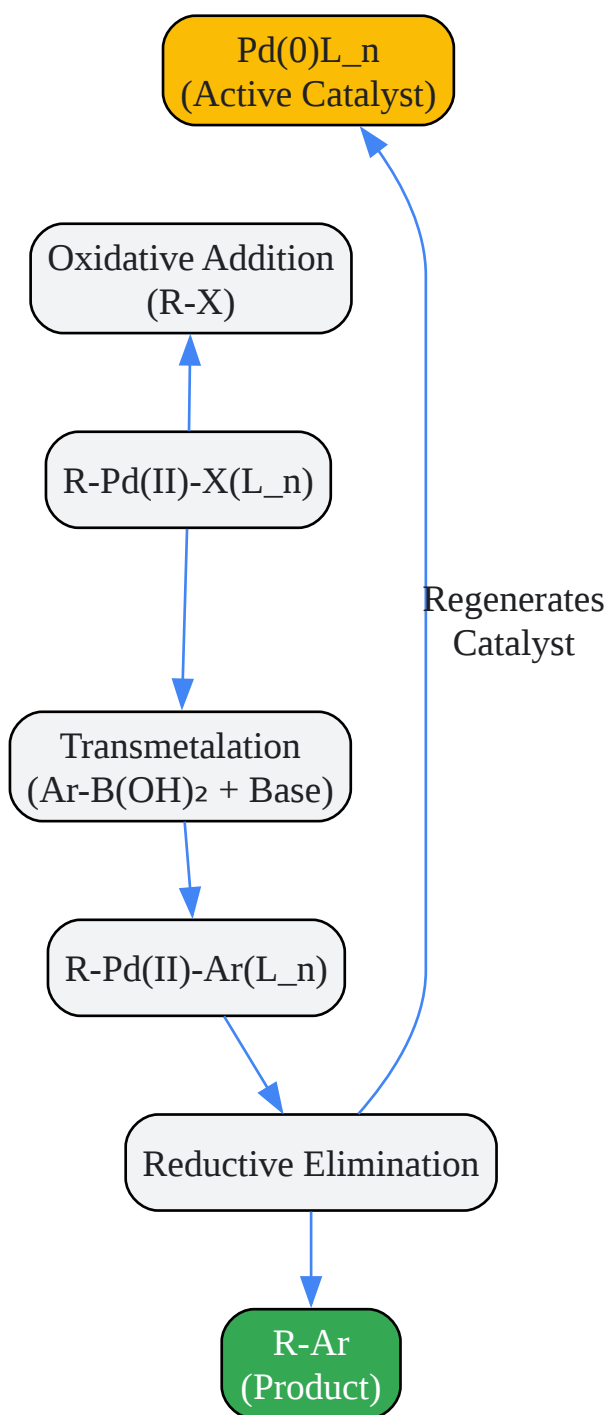 Pd(0)L_n
(Active Catalyst)
Oxidative Addition
(R-X)
R-Pd(II)-X(L_n)
Regenerates
Catalyst
Transmetalation
(Ar-B(OH)₂ + Base)
R-Pd(II)-Ar(L_n)
Reductive Elimination
R-Ar
(Product)